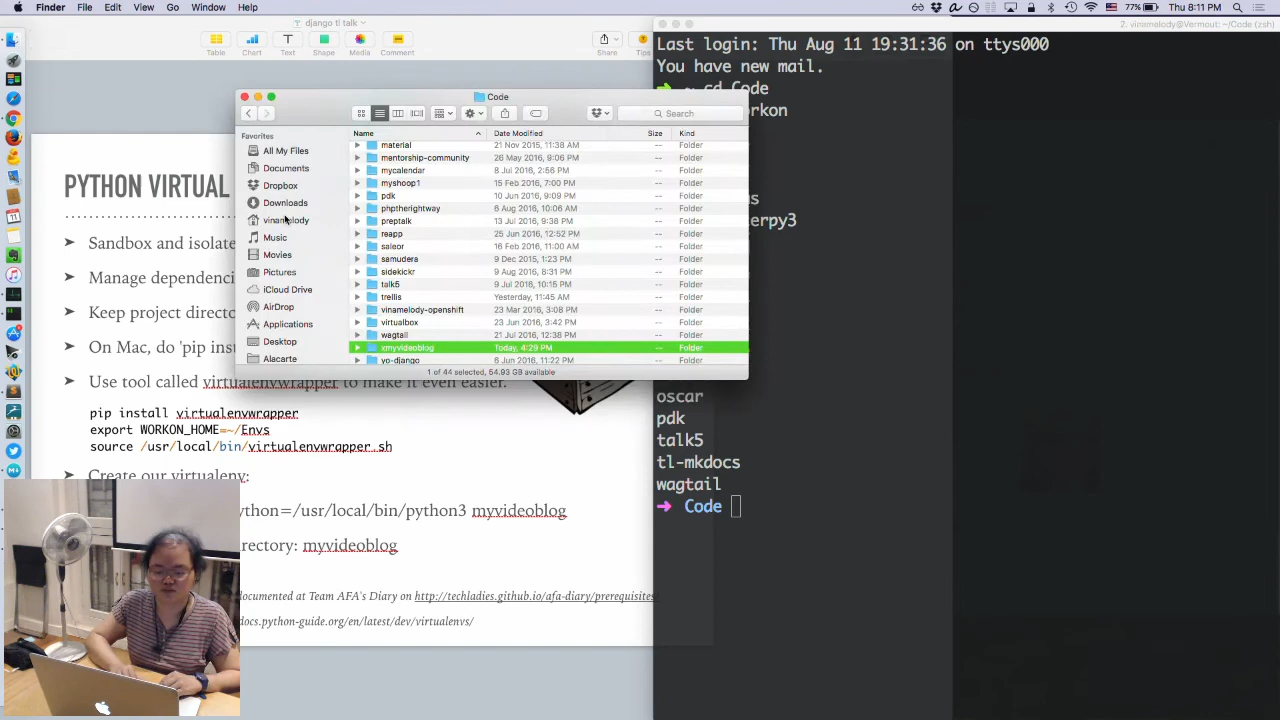 Finder File Edit View Go Window Help
77% Thu 8:11 PM
django tl talk
2. vinamelody@Vermout: ~/Code (zsh)
Table Chart Text Shape Media Comment Share Tips
Last login: Thu Aug 11 19:31:36 on ttys000
You have new mail.
➜ ~ cd Code
Code
Search
Favorites
All My Files
Documents
Dropbox
Downloads
vinamelody
Music
Movies
Pictures
iCloud Drive
AirDrop
Applications
Desktop
Alacarte
Name Date Modified Size Kind
material 21 Nov 2015, 11:38 AM -- Folder
mentorship-community 26 May 2016, 9:06 PM -- Folder
mycalendar 8 Jul 2016, 2:56 PM -- Folder
myshoop1 15 Feb 2016, 7:00 PM -- Folder
pdk 10 Jun 2016, 9:09 PM -- Folder
phptherightway 6 Aug 2016, 10:06 AM -- Folder
preptalk 13 Jul 2016, 9:38 PM -- Folder
reapp 25 Jun 2016, 12:52 PM -- Folder
saleor 16 Feb 2016, 11:00 AM -- Folder
samudera 9 Dec 2015, 1:23 PM -- Folder
sidekickr 9 Aug 2016, 8:31 PM -- Folder
talk5 9 Jul 2016, 10:15 PM -- Folder
trellis Yesterday, 11:45 AM -- Folder
vinamelody-openshift 23 Mar 2016, 3:08 PM -- Folder
virtualbox 23 Jun 2016, 3:42 PM -- Folder
wagtail 21 Jul 2016, 12:38 PM -- Folder
xmyvideoblog Today, 4:29 PM -- Folder
yo-django 6 Jun 2016, 11:22 PM -- Folder
1 of 44 selected, 54.93 GB available
orkon
s
erpy3
oscar
pdk
talk5
tl-mkdocs
wagtail
➜ Code
PYTHON VIRTUAL
➤ Sandbox and isolate
➤ Manage dependenci
➤ Keep project directo
➤ On Mac, do 'pip inst
➤ Use tool called virtualenvwrapper to make it even easier.
pip install virtualenvwrapper
export WORKON_HOME=~/Envs
source /usr/local/bin/virtualenvwrapper.sh
➤ Create our virtualenv:
ython=/usr/local/bin/python3 myvideoblog
rectory: myvideoblog
documented at Team AFA's Diary on http://techladies.github.io/afa-diary/prerequisites
docs.python-guide.org/en/latest/dev/virtualenvs/